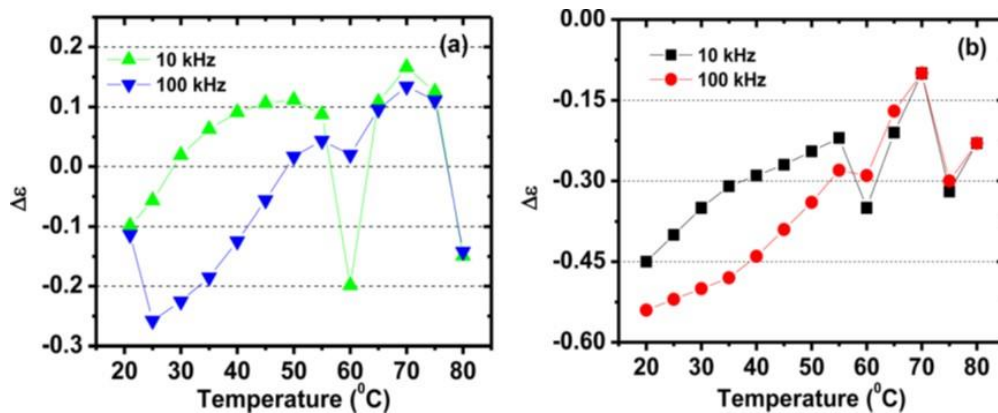 (a)
10 kHz
100 kHz
0.2
0.1
0.0
-0.1
-0.2
-0.3
Δε
20 30 40 50 60 70 80
Temperature (⁰C)
(b)
10 kHz
100 kHz
0.00
-0.15
-0.30
-0.45
-0.60
Δε
20 30 40 50 60 70 80
Temperature (⁰C)